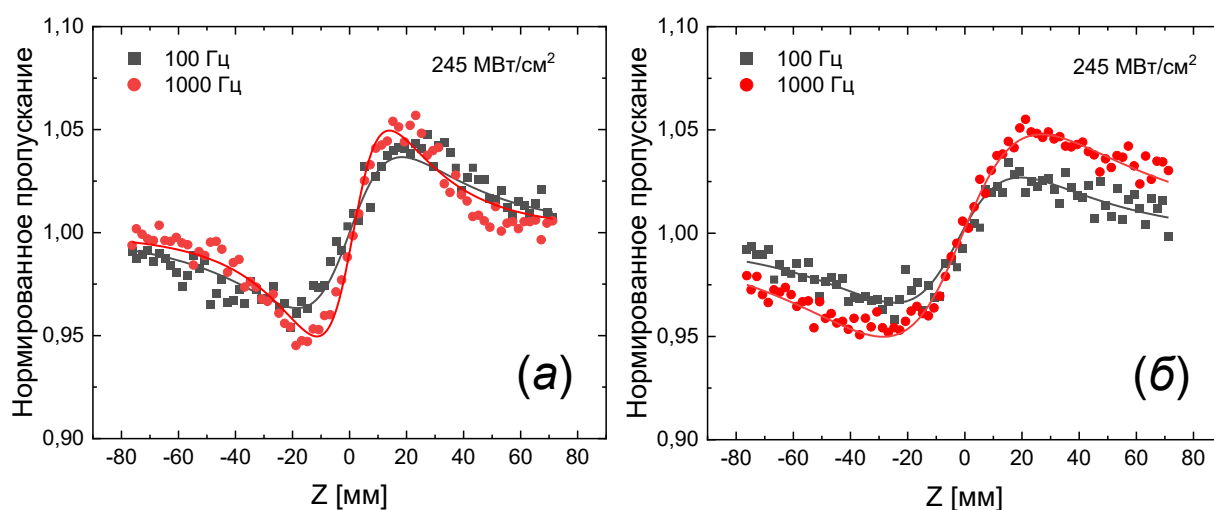 Нормированное пропускание
1,10
1,05
1,00
0,95
0,90
100 Гц
1000 Гц
245 МВт/см²
(а)
-80 -60 -40 -20 0 20 40 60 80
Z [мм]
Нормированное пропускание
1,10
1,05
1,00
0,95
0,90
100 Гц
1000 Гц
245 МВт/см²
(б)
-80 -60 -40 -20 0 20 40 60 80
Z [мм]